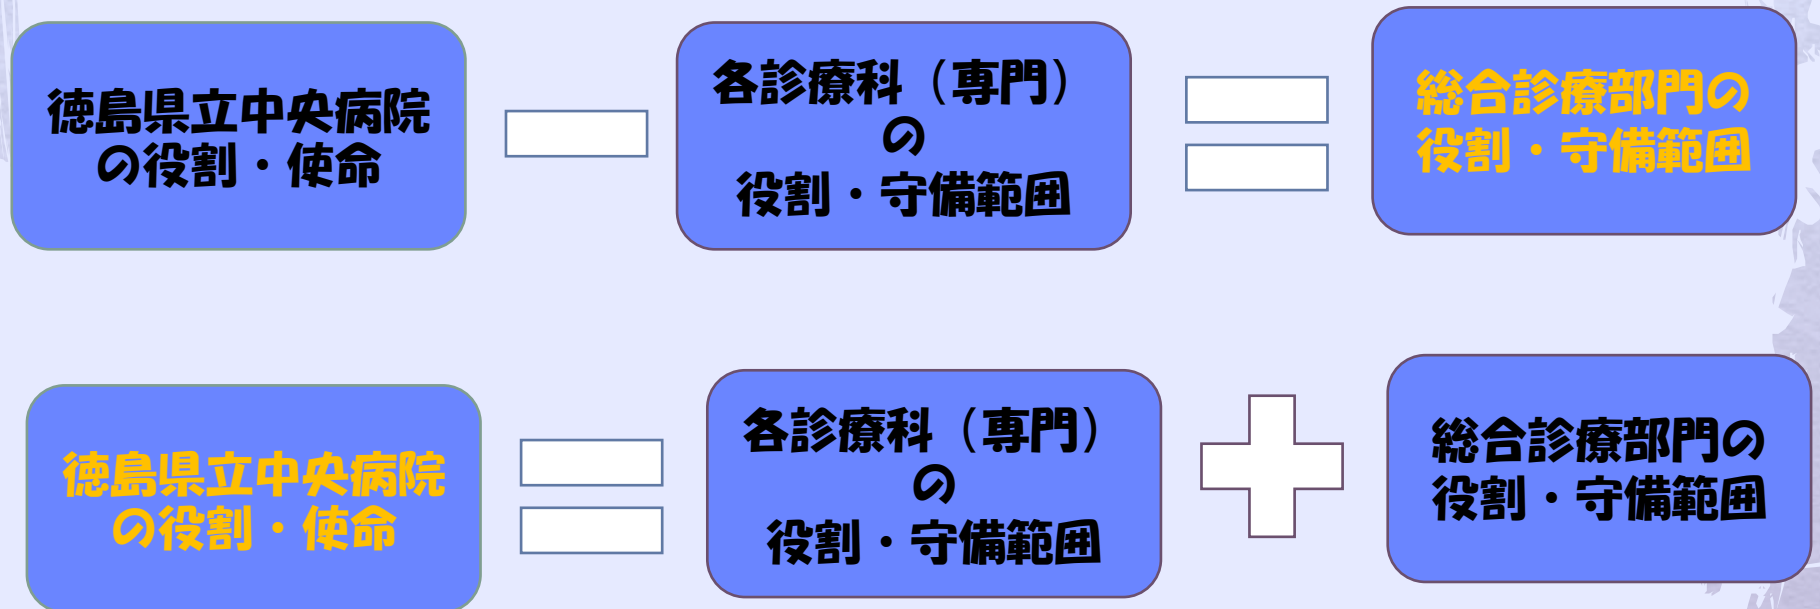 徳島県立中央病院
の役割・使命
各診療科（専門）
の
役割・守備範囲
総合診療部門の
役割・守備範囲
徳島県立中央病院
の役割・使命
各診療科（専門）
の
役割・守備範囲
総合診療部門の
役割・守備範囲